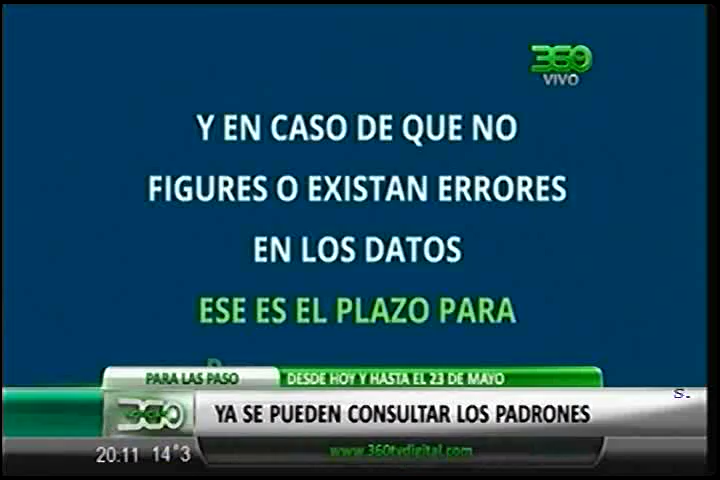 360
VIVO
Y EN CASO DE QUE NO
FIGURES O EXISTAN ERRORES
EN LOS DATOS
ESE ES EL PLAZO PARA
PARA LAS PASO
DESDE HOY Y HASTA EL 23 DE MAYO
s.
360
YA SE PUEDEN CONSULTAR LOS PADRONES
20:11 14°3
www.360tvdigital.com